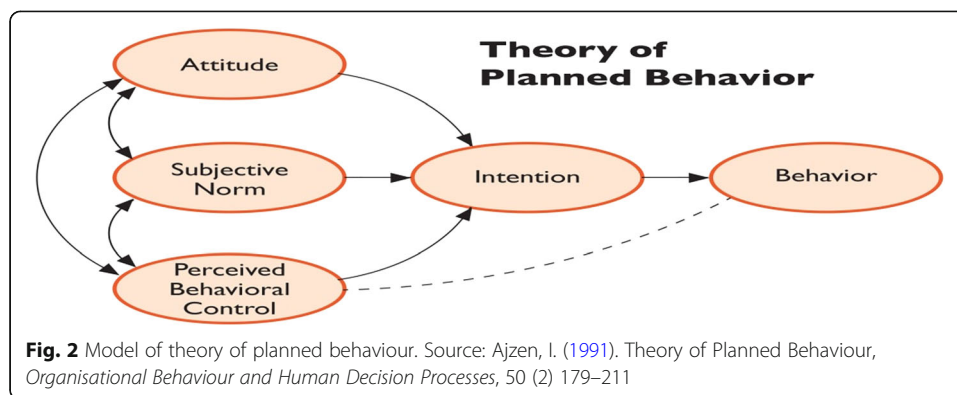 Theory of
Planned Behavior
Attitude
Subjective
Norm
Perceived
Behavioral
Control
Intention
Behavior
Fig. 2 Model of theory of planned behaviour. Source: Ajzen, I. (1991). Theory of Planned Behaviour,
Organisational Behaviour and Human Decision Processes, 50 (2) 179–211